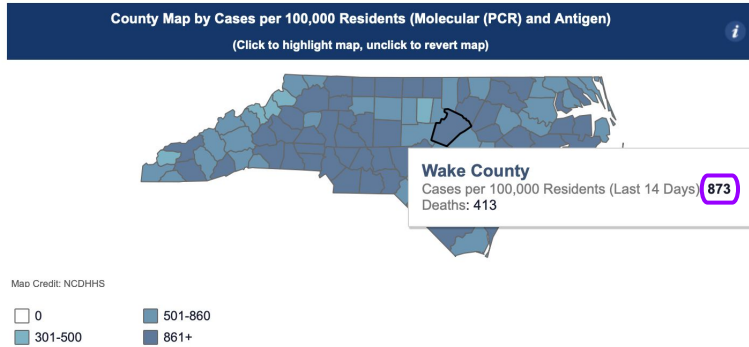 County Map by Cases per 100,000 Residents (Molecular (PCR) and Antigen)
(Click to highlight map, unclick to revert map)
i
Wake County
Cases per 100,000 Residents (Last 14 Days) 873
Deaths: 413
Map Credit: NCDHHS
0
501-860
301-500
861+